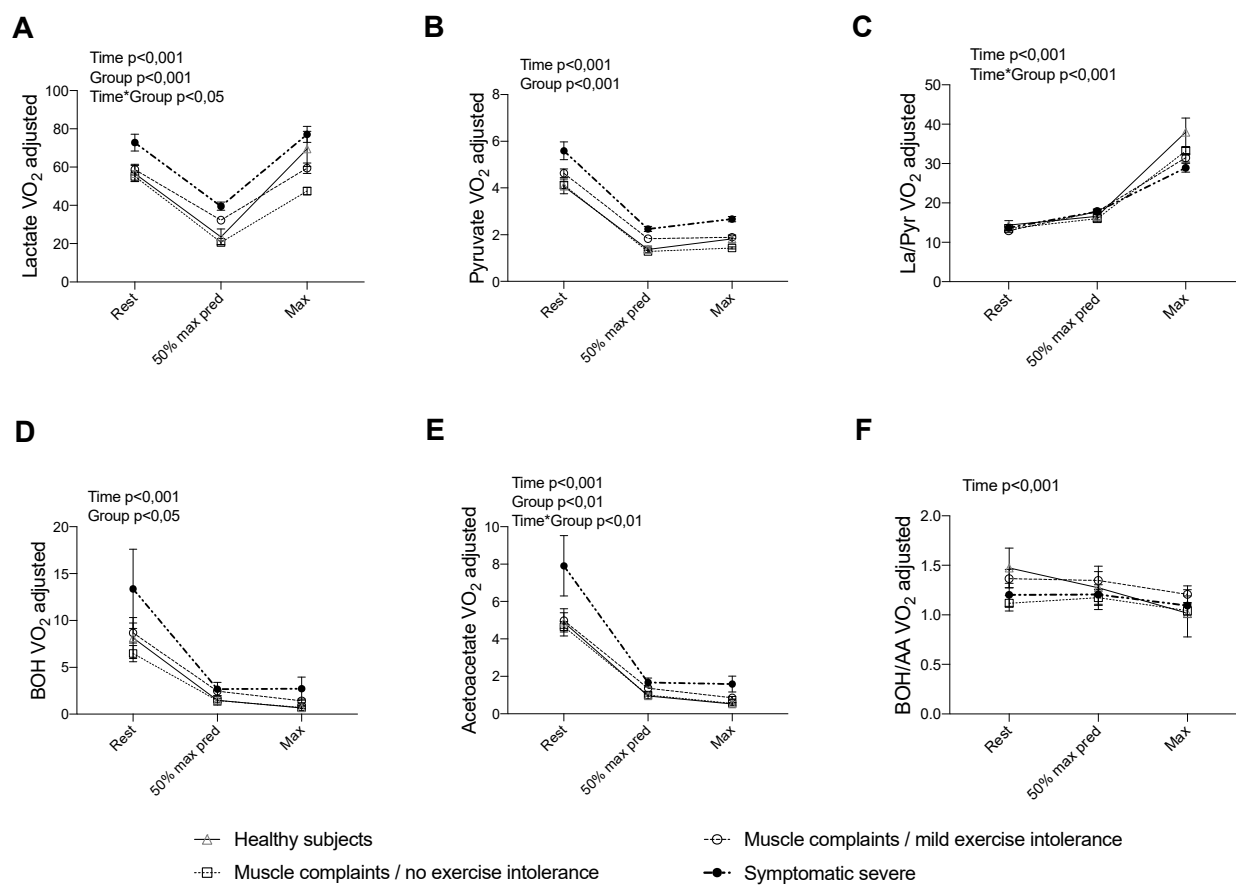 A
Time p<0,001
Group p<0,001
Time*Group p<0,05
Lactate VO2 adjusted
100
80
60
40
20
0
Rest
50% max pred
Max
B
Time p<0,001
Group p<0,001
Pyruvate VO2 adjusted
8
6
4
2
0
Rest
50% max pred
Max
C
Time p<0,001
Time*Group p<0,001
La/Pyr VO2 adjusted
50
40
30
20
10
0
Rest
50% max pred
Max
D
Time p<0,001
Group p<0,05
BOH VO2 adjusted
20
15
10
5
0
Rest
50% max pred
Max
E
Time p<0,001
Group p<0,01
Time*Group p<0,01
Acetoacetate VO2 adjusted
10
8
6
4
2
0
Rest
50% max pred
Max
F
Time p<0,001
BOH/AA VO2 adjusted
2.0
1.5
1.0
0.5
0.0
Rest
50% max pred
Max
Healthy subjects
Muscle complaints / no exercise intolerance
Muscle complaints / mild exercise intolerance
Symptomatic severe